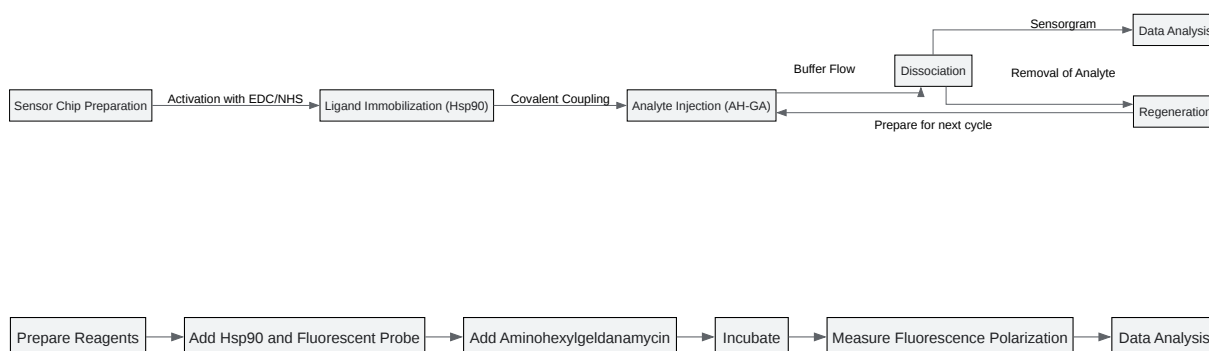 Sensorgram
Data Analysis
Buffer Flow
Dissociation
Removal of Analyte
Sensor Chip Preparation
Activation with EDC/NHS
Ligand Immobilization (Hsp90)
Covalent Coupling
Analyte Injection (AH-GA)
Regeneration
Prepare for next cycle
Prepare Reagents
Add Hsp90 and Fluorescent Probe
Add Aminohexylgeldanamycin
Incubate
Measure Fluorescence Polarization
Data Analysis